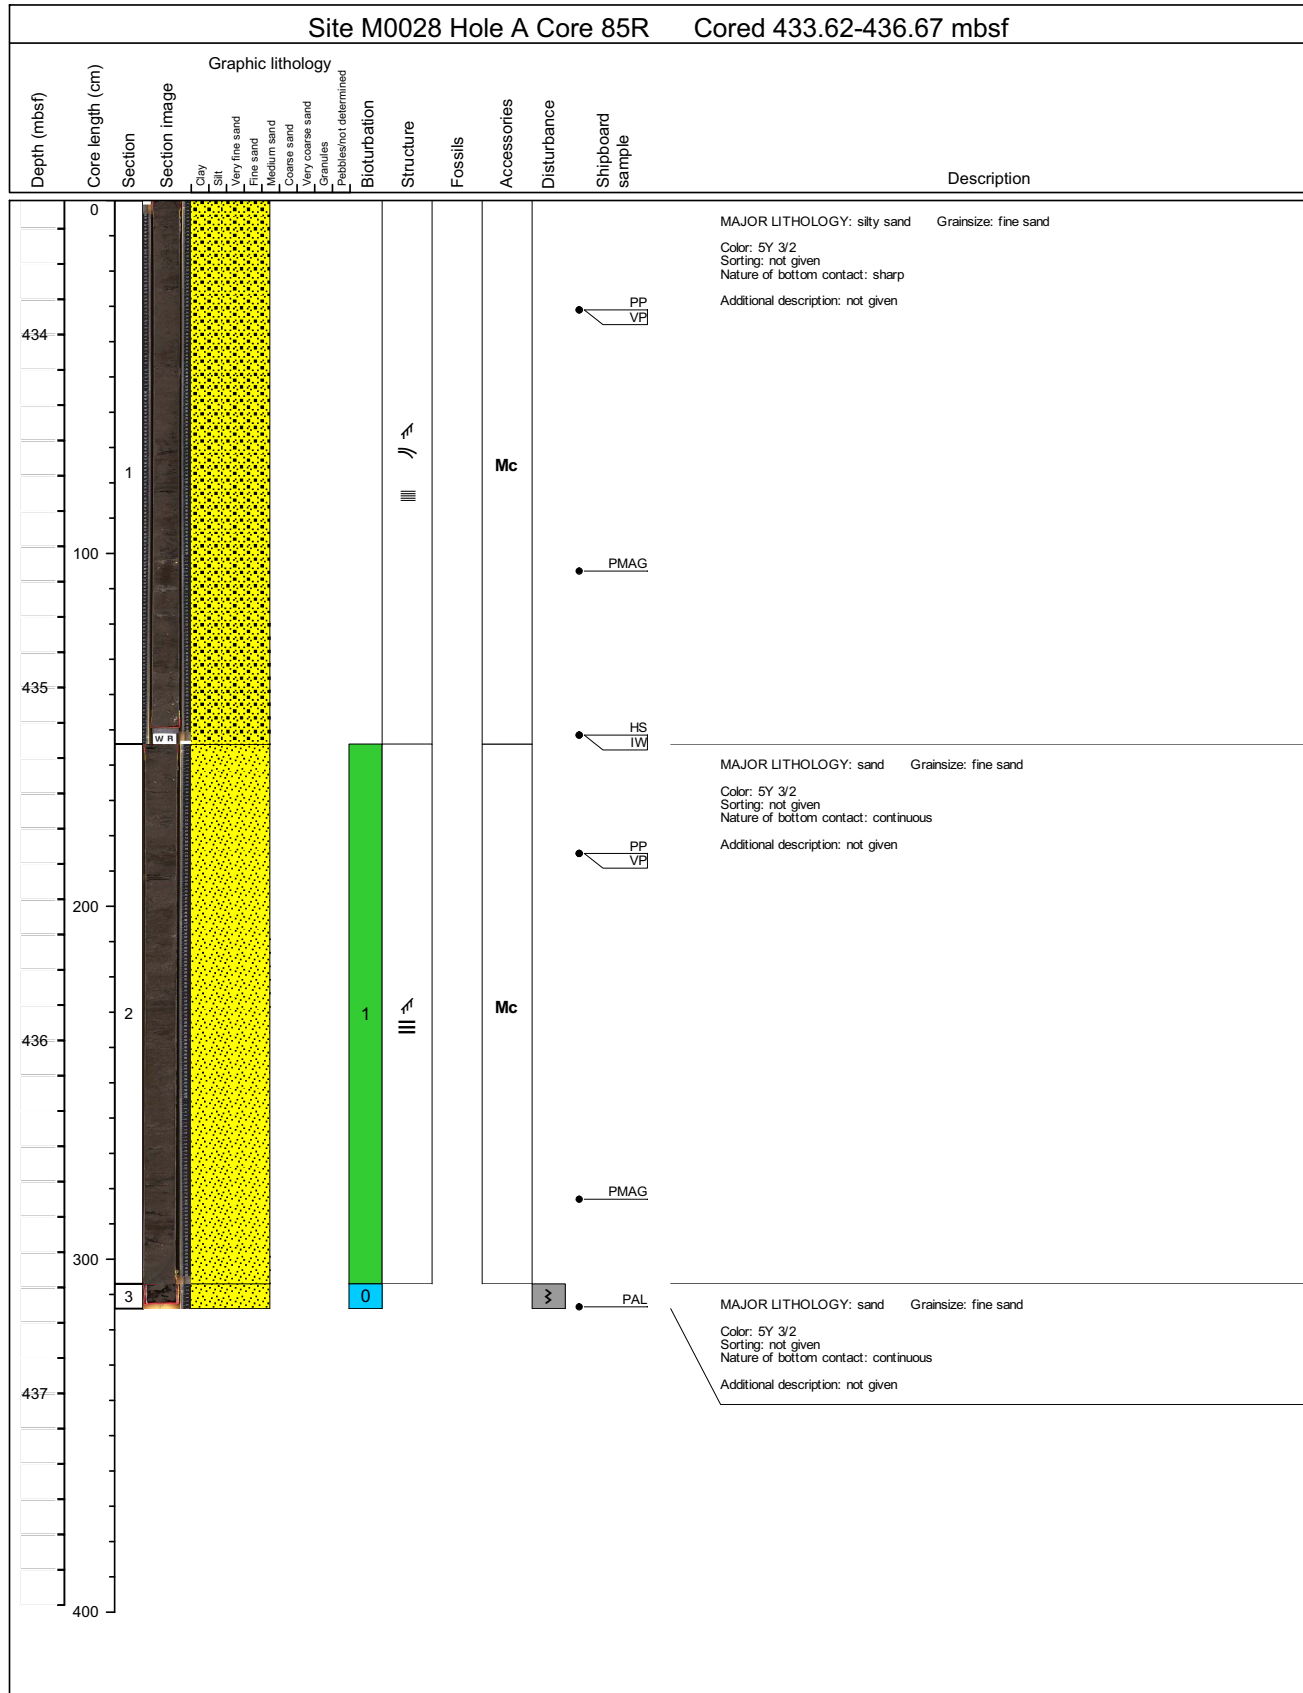 Site M0028 Hole A Core 85R Cored 433.62-436.67 mbsf
Graphic lithology
Depth (mbsf)
Core length (cm)
Section
Section image
Clay
Silt
Very fine sand
Fine sand
Medium sand
Coarse sand
Very coarse sand
Granules
Pebbles/not determined
Bioturbation
Structure
Fossils
Accessories
Disturbance
Shipboard
sample
Description
0
MAJOR LITHOLOGY: silty sand Grainsize: fine sand
Color: 5Y 3/2
Sorting: not given
Nature of bottom contact: sharp
Additional description: not given
PP
VP
434
1
Mc
100
PMAG
435
W R
HS
IW
MAJOR LITHOLOGY: sand Grainsize: fine sand
Color: 5Y 3/2
Sorting: not given
Nature of bottom contact: continuous
Additional description: not given
PP
VP
200
2
1
Mc
436
PMAG
300
3
0
PAL
MAJOR LITHOLOGY: sand Grainsize: fine sand
Color: 5Y 3/2
Sorting: not given
Nature of bottom contact: continuous
Additional description: not given
437
400